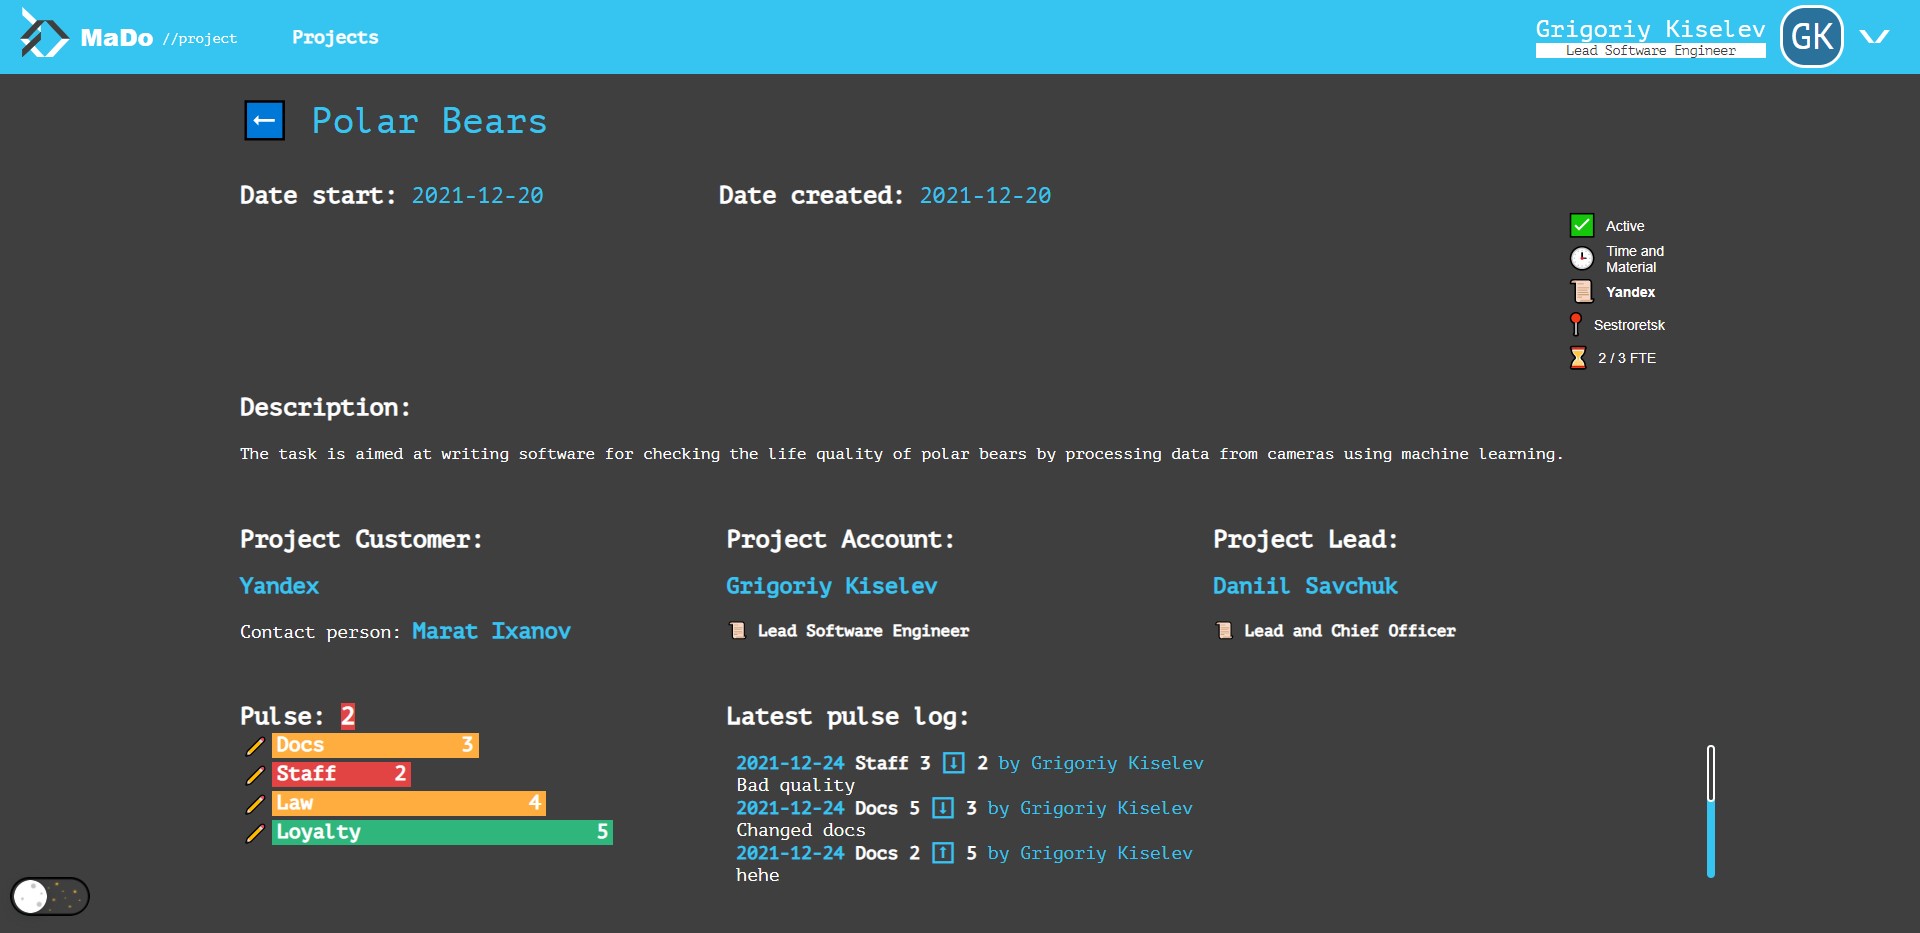 MaDo //project
Projects
Grigoriy Kiselev
Lead Software Engineer
GK
Polar Bears
Date start: 2021-12-20
Date created: 2021-12-20
Active
Time and
Material
Yandex
Sestroretsk
2 / 3 FTE
Description:
The task is aimed at writing software for checking the life quality of polar bears by processing data from cameras using machine learning.
Project Customer:
Yandex
Contact person: Marat Ixanov
Project Account:
Grigoriy Kiselev
Lead Software Engineer
Project Lead:
Daniil Savchuk
Lead and Chief Officer
Pulse: 2
Docs 3
Staff 2
Law 4
Loyalty 5
Latest pulse log:
2021-12-24 Staff 3 ↓ 2 by Grigoriy Kiselev
Bad quality
2021-12-24 Docs 5 ↓ 3 by Grigoriy Kiselev
Changed docs
2021-12-24 Docs 2 ↑ 5 by Grigoriy Kiselev
hehe